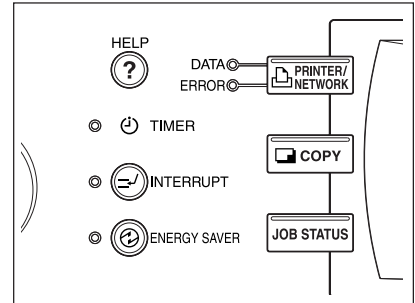 HELP
?
DATA
ERROR
PRINTER/
NETWORK
TIMER
COPY
INTERRUPT
ENERGY SAVER
JOB STATUS